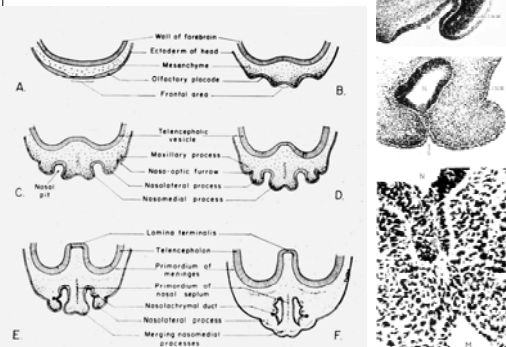 Wall of forebrain
Ectoderm of head
Mesenchyme
Olfactory placode
Frontal area
A.
B.
Telencephalic
vesicle
Maxillary process
Naso-optic furrow
Nasolateral process
Nasomedial process
C.
Nasal
pit
D.
Lamina terminalis
Telencephalon
Primordium of
meninges
Primordium of
nasal septum
Nasolachrymal duct
Nasolateral process
Merging nasomedial
processes
E.
F.
N
N
M